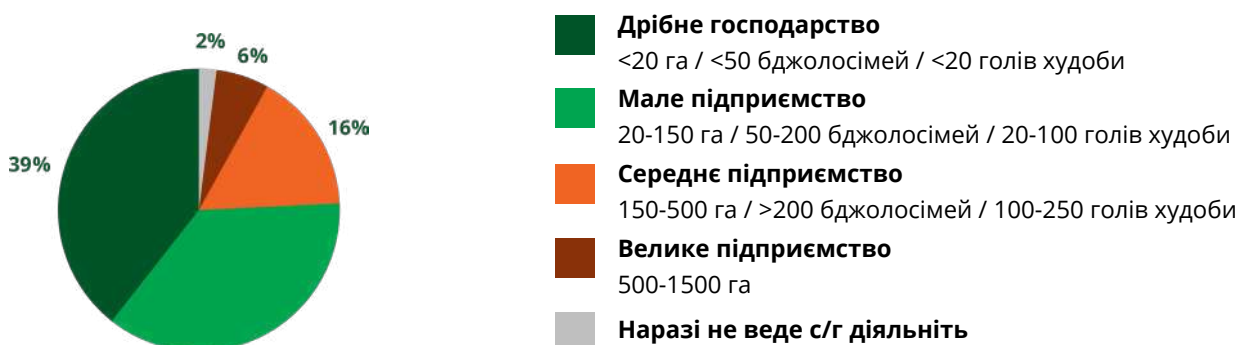 2%
6%
16%
39%
Дрібне господарство
<20 га / <50 бджолосімей / <20 голів худоби
Мале підприємство
20-150 га / 50-200 бджолосімей / 20-100 голів худоби
Середнє підприємство
150-500 га / >200 бджолосімей / 100-250 голів худоби
Велике підприємство
500-1500 га
Наразі не веде с/г діяльніть